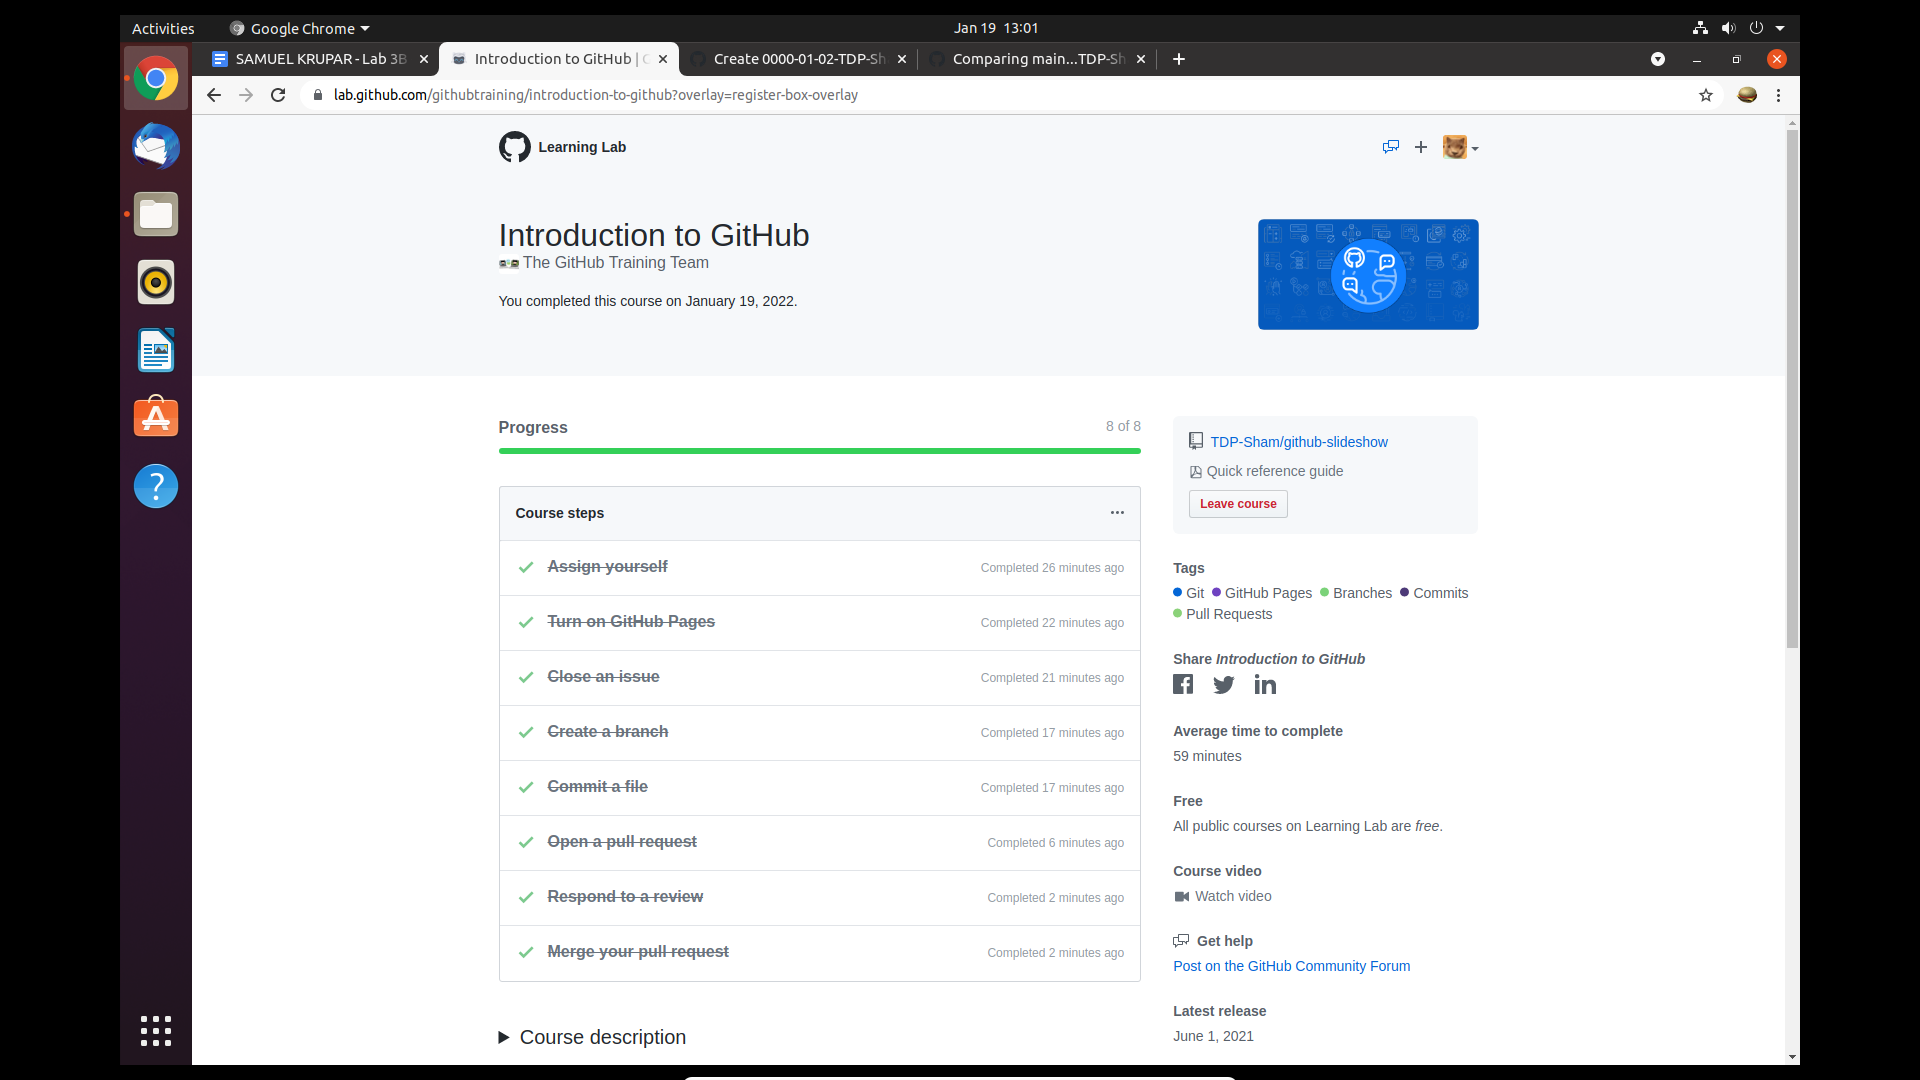 Activities
Google Chrome
Jan 19 13:01
SAMUEL KRUPAR - Lab 3B
Introduction to GitHub |
Create 0000-01-02-TDP-Sh
Comparing main...TDP-Sh
lab.github.com/githubtraining/introduction-to-github?overlay=register-box-overlay
Learning Lab
Introduction to GitHub
The GitHub Training Team
You completed this course on January 19, 2022.
Progress
8 of 8
Course steps
Assign yourself
Completed 26 minutes ago
Turn on GitHub Pages
Completed 22 minutes ago
Close an issue
Completed 21 minutes ago
Create a branch
Completed 17 minutes ago
Commit a file
Completed 17 minutes ago
Open a pull request
Completed 6 minutes ago
Respond to a review
Completed 2 minutes ago
Merge your pull request
Completed 2 minutes ago
Course description
TDP-Sham/github-slideshow
Quick reference guide
Leave course
Tags
Git GitHub Pages Branches Commits
Pull Requests
Share Introduction to GitHub
Average time to complete
59 minutes
Free
All public courses on Learning Lab are free.
Course video
Watch video
Get help
Post on the GitHub Community Forum
Latest release
June 1, 2021